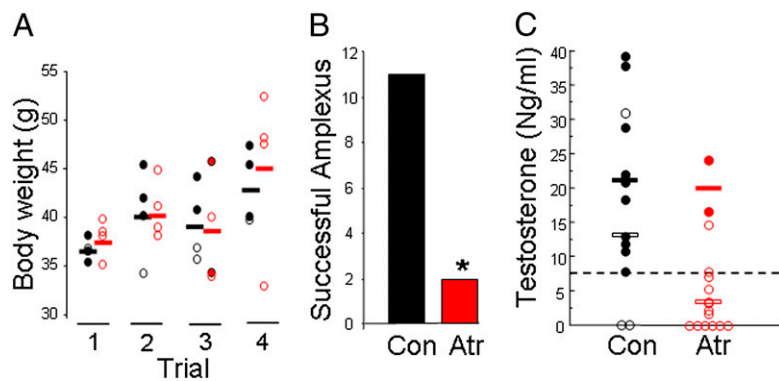 A
Body weight (g)
55
50
45
40
35
30
1 2 3 4
Trial
B
Successful Amplexus
12
10
8
6
4
2
0
*
Con Atr
C
Testosterone (Ng/ml)
40
35
30
25
20
15
10
5
0
Con Atr